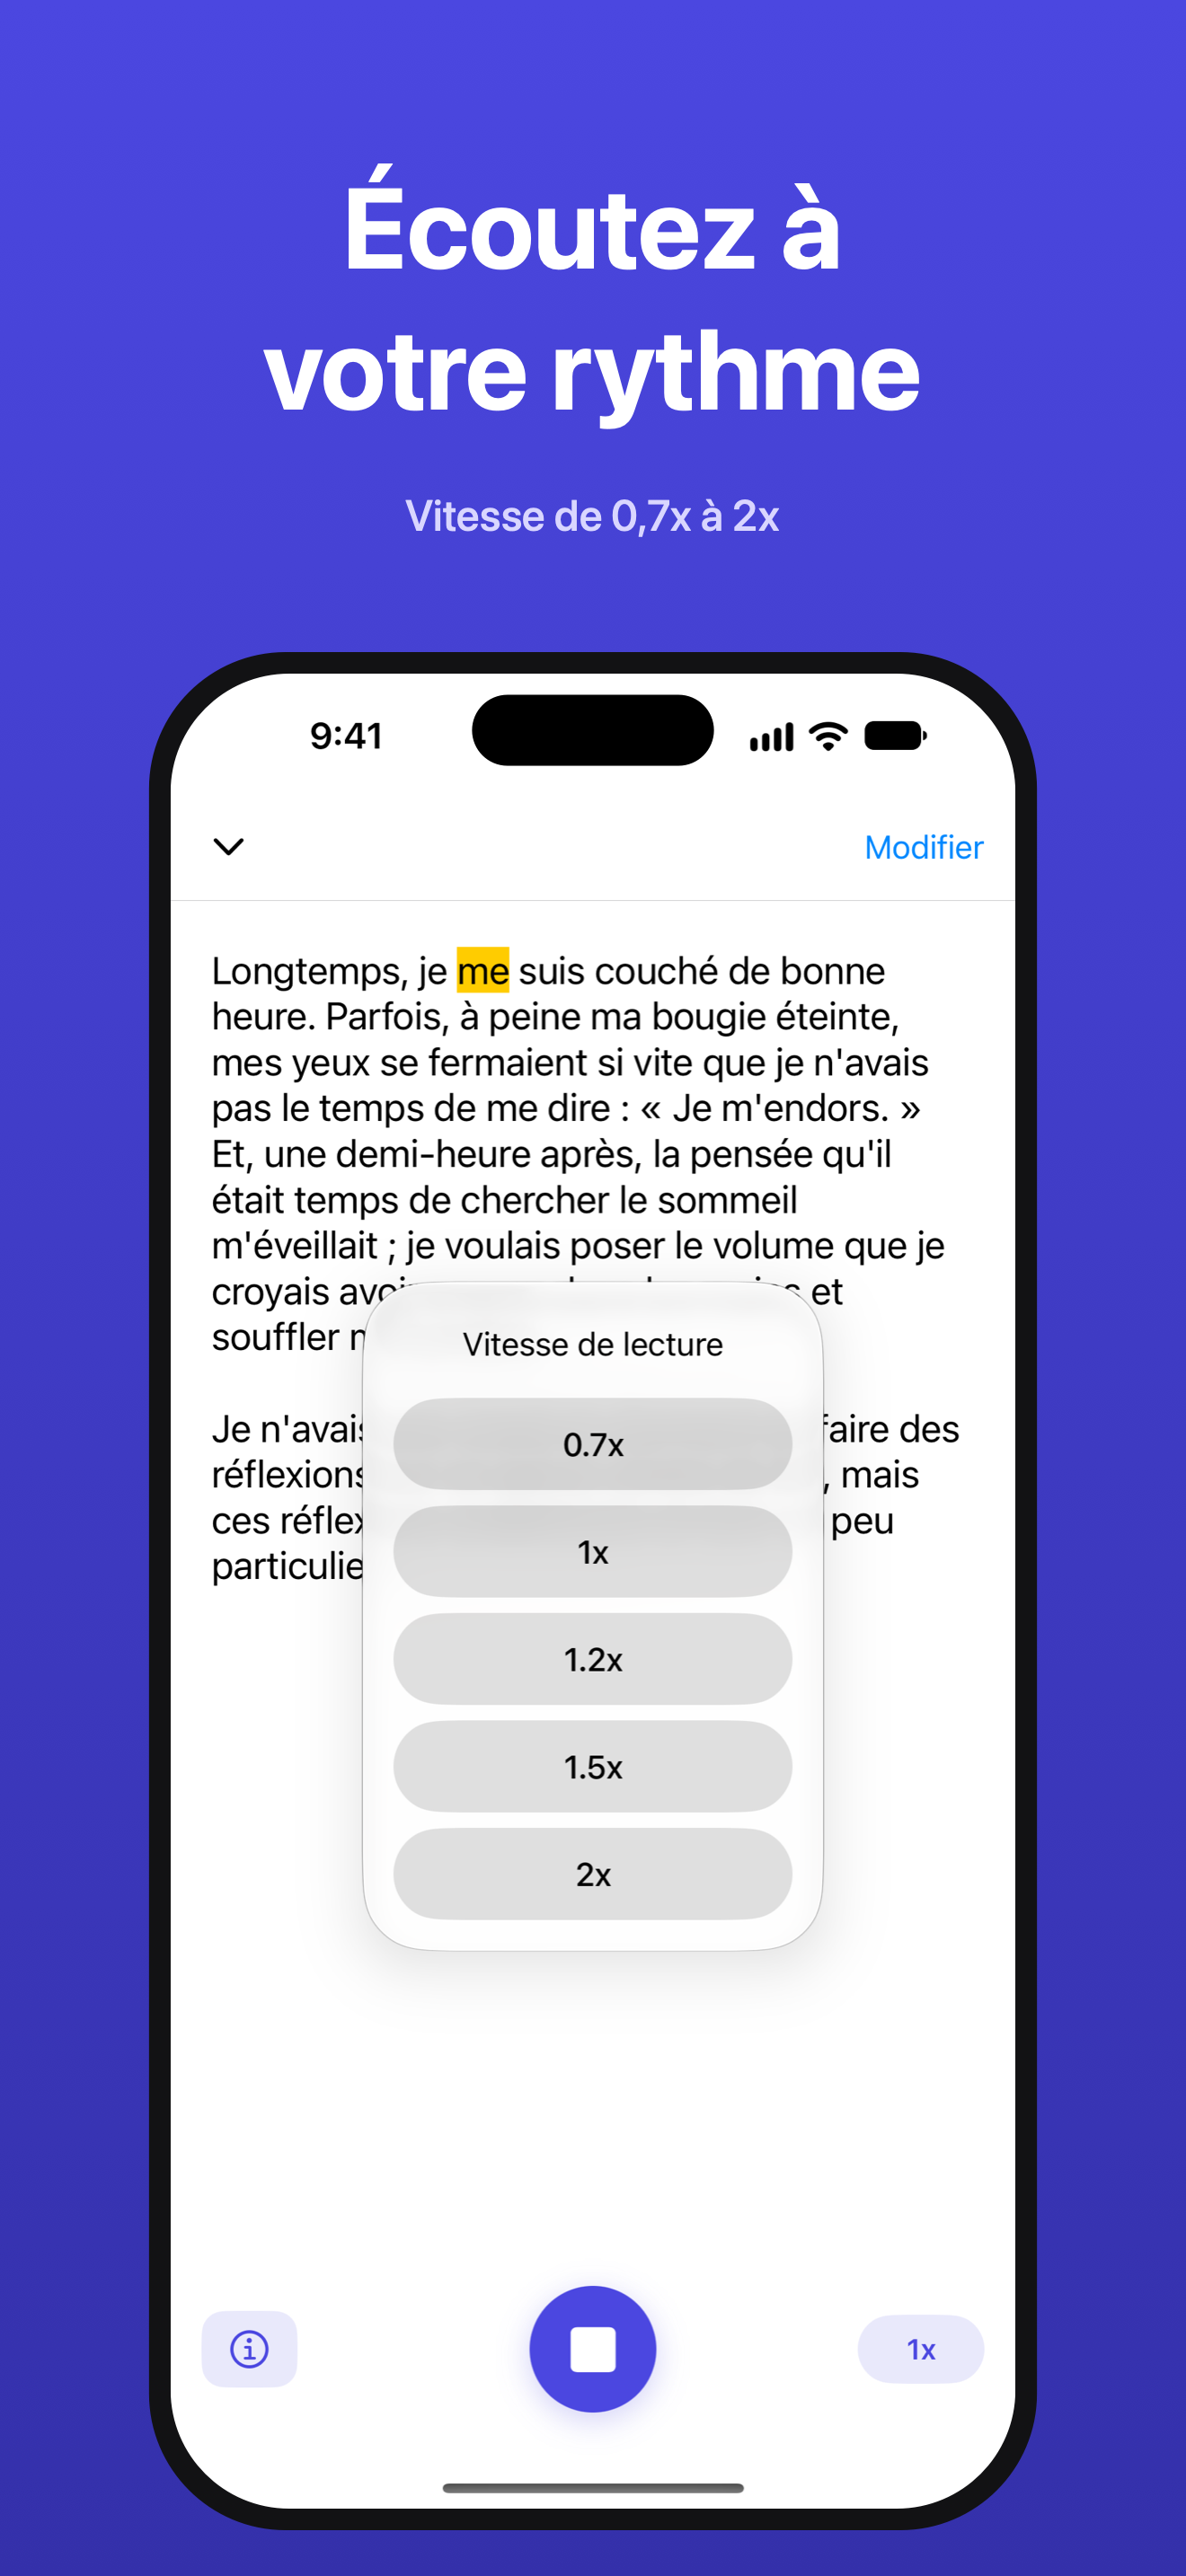 Écoutez à
votre rythme
Vitesse de 0,7x à 2x
9:41
Modifier
Longtemps, je me suis couché de bonne
heure. Parfois, à peine ma bougie éteinte,
mes yeux se fermaient si vite que je n'avais
pas le temps de me dire : « Je m'endors. »
Et, une demi-heure après, la pensée qu'il
était temps de chercher le sommeil
m'éveillait ; je voulais poser le volume que je
croyais et
souffler
Je n'avais faire des
réflexions , mais
ces peu
Vitesse de lecture
0.7x
1x
1.2x
1.5x
2x
1x